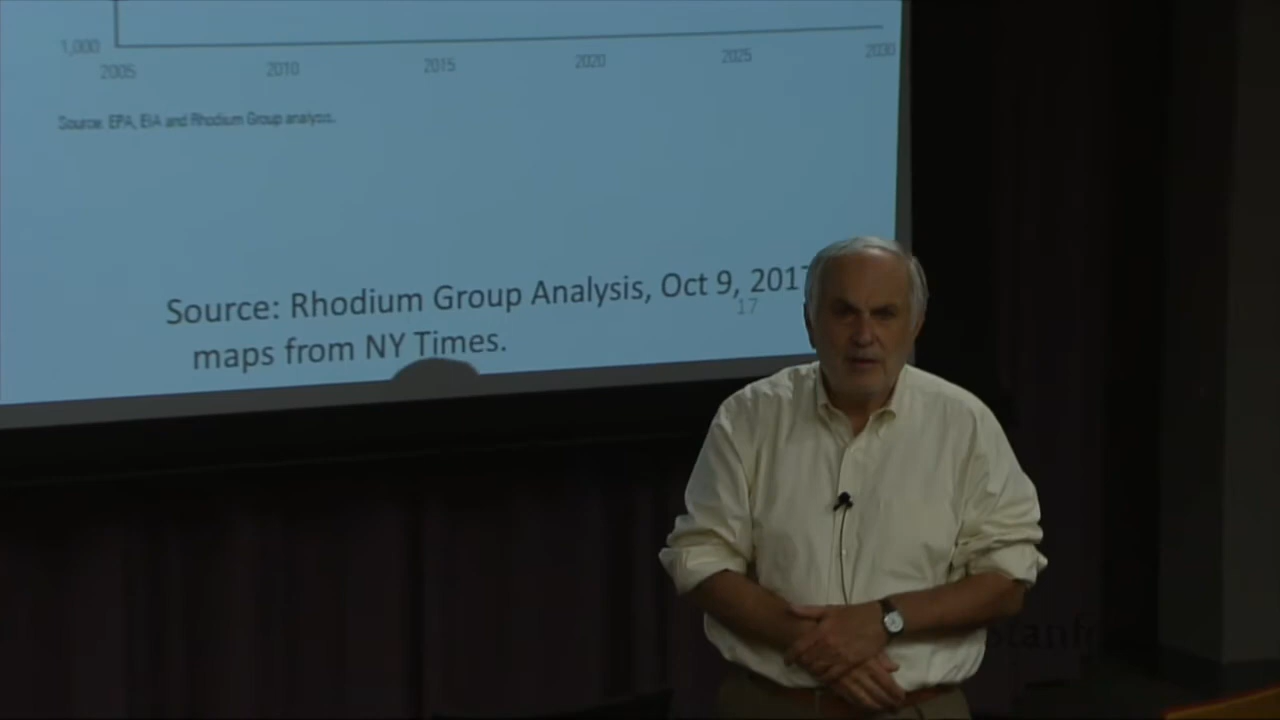 1,000
2005 2010 2015 2020 2025 2030
Source: EPA, EIA and Rhodium Group analysis.
Source: Rhodium Group Analysis, Oct 9, 2017
17
maps from NY Times.
Stanf